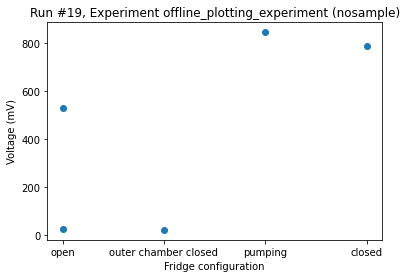 Run #19, Experiment offline_plotting_experiment (nosample)
Voltage (mV)
800
600
400
200
0
open outer chamber closed pumping closed
Fridge configuration